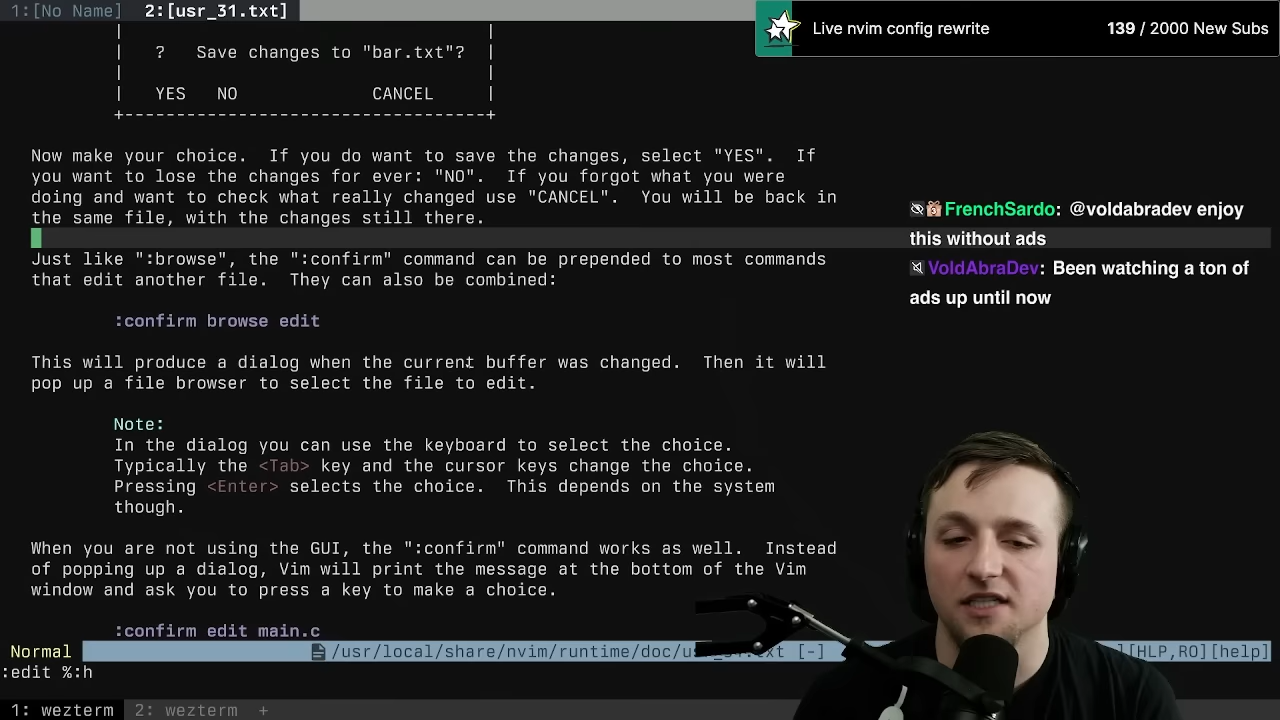 1:[No Name]  2:[usr_31.txt]
Live nvim config rewrite
139 / 2000 New Subs
|                                   |
|   ?   Save changes to "bar.txt"?  |
|                                   |
|   YES   NO             CANCEL     |
+-----------------------------------+
Now make your choice.  If you do want to save the changes, select "YES".  If
you want to lose the changes for ever: "NO".  If you forgot what you were
doing and want to check what really changed use "CANCEL".  You will be back in
the same file, with the changes still there.
FrenchSardo: @voldabradev enjoy
this without ads
VoldAbraDev: Been watching a ton of
ads up until now
Just like ":browse", the ":confirm" command can be prepended to most commands
that edit another file.  They can also be combined:
:confirm browse edit
This will produce a dialog when the current buffer was changed.  Then it will
pop up a file browser to select the file to edit.
Note:
In the dialog you can use the keyboard to select the choice.
Typically the <Tab> key and the cursor keys change the choice.
Pressing <Enter> selects the choice.  This depends on the system
though.
When you are not using the GUI, the ":confirm" command works as well.  Instead
of popping up a dialog, Vim will print the message at the bottom of the Vim
window and ask you to press a key to make a choice.
:confirm edit main.c
Normal /usr/local/share/nvim/runtime/doc/ [-] [HLP,RO][help]
:edit %:h
1: wezterm  2: wezterm  +